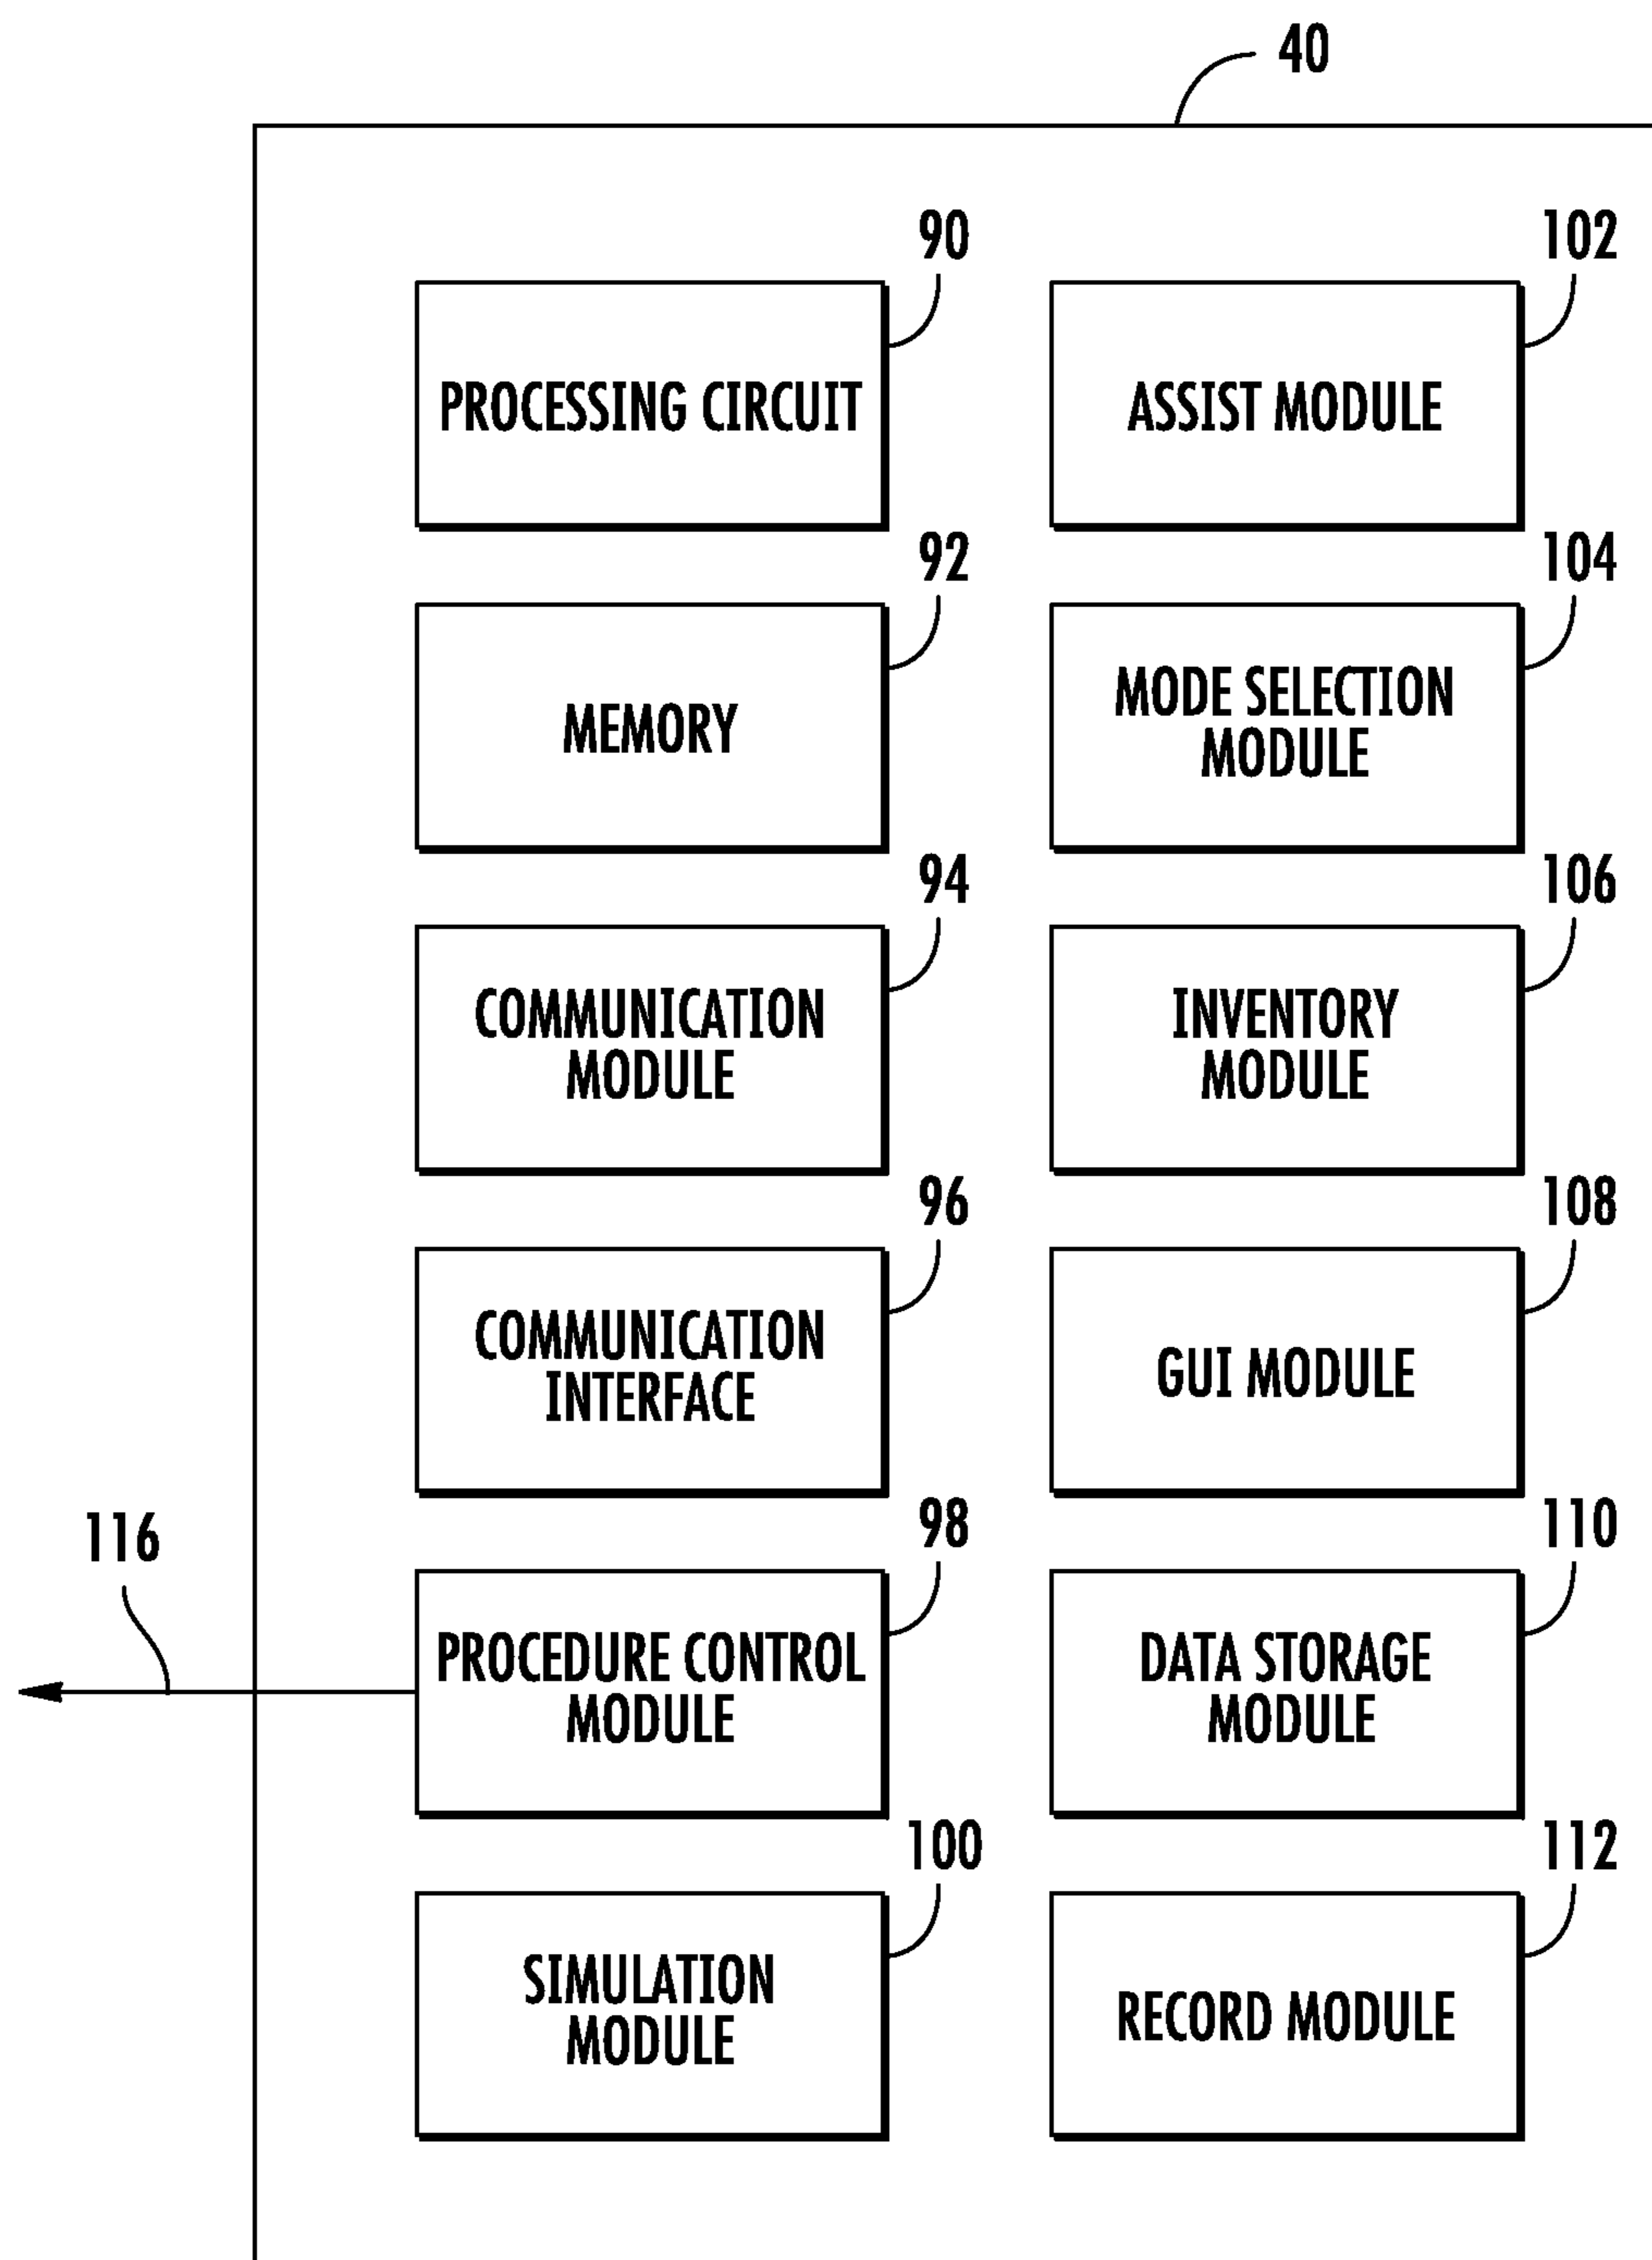 40
90
102
PROCESSING CIRCUIT
ASSIST MODULE
92
104
MEMORY
MODE SELECTION
MODULE
94
106
COMMUNICATION
MODULE
INVENTORY
MODULE
96
108
COMMUNICATION
INTERFACE
GUI MODULE
98
110
116
PROCEDURE CONTROL
MODULE
DATA STORAGE
MODULE
100
112
SIMULATION
MODULE
RECORD MODULE